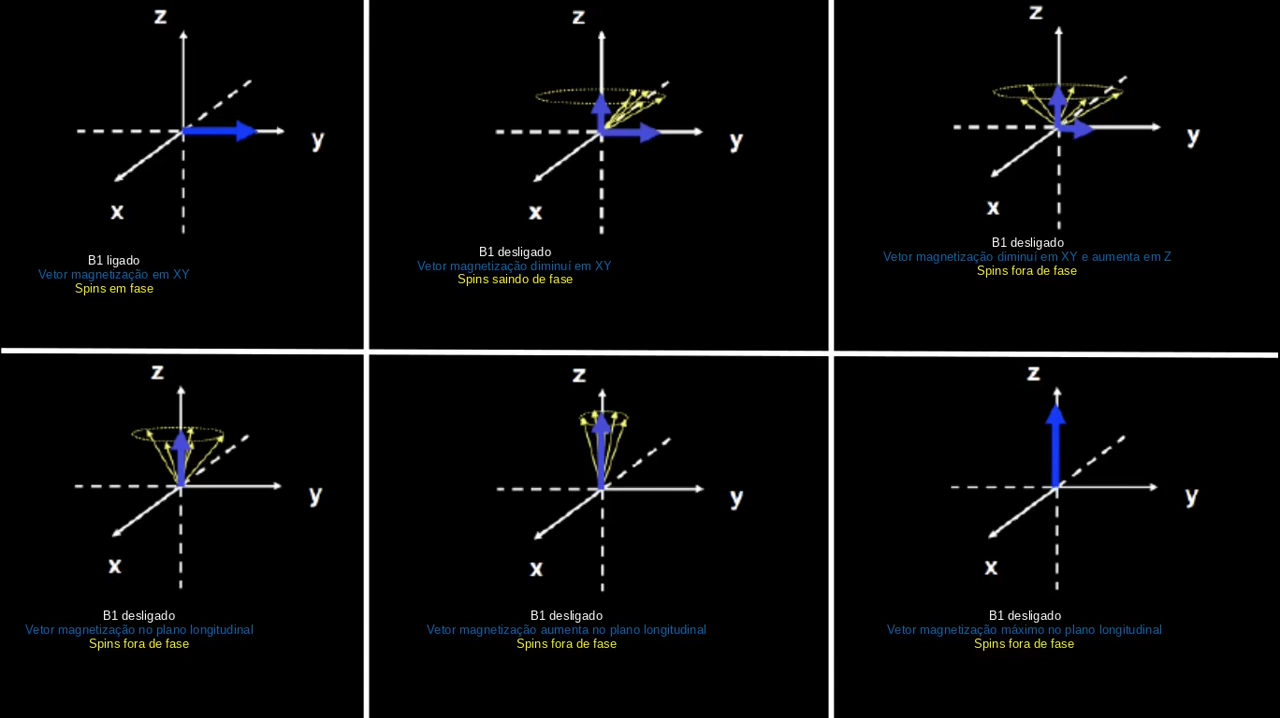 z
y
x
B1 ligado
Vetor magnetização em XY
Spins em fase
z
y
x
B1 desligado
Vetor magnetização diminuí em XY
Spins saindo de fase
z
y
x
B1 desligado
Vetor magnetização diminuí em XY e aumenta em Z
Spins fora de fase
z
y
x
B1 desligado
Vetor magnetização no plano longitudinal
Spins fora de fase
z
y
x
B1 desligado
Vetor magnetização aumenta no plano longitudinal
Spins fora de fase
z
y
x
B1 desligado
Vetor magnetização máximo no plano longitudinal
Spins fora de fase